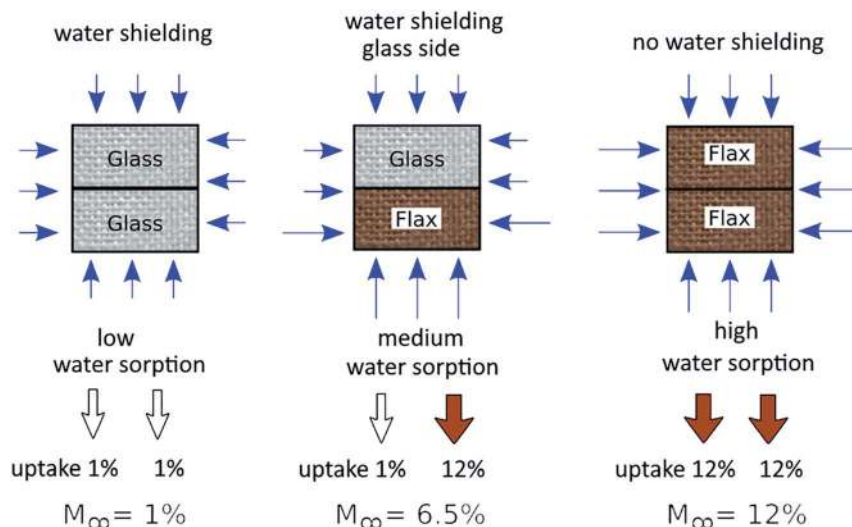 water shielding
Glass
Glass
low
water sorption
uptake 1% 1%
M∞= 1%
water shielding
glass side
Glass
Flax
medium
water sorption
uptake 1% 12%
M∞= 6.5%
no water shielding
Flax
Flax
high
water sorption
uptake 12% 12%
M∞= 12%